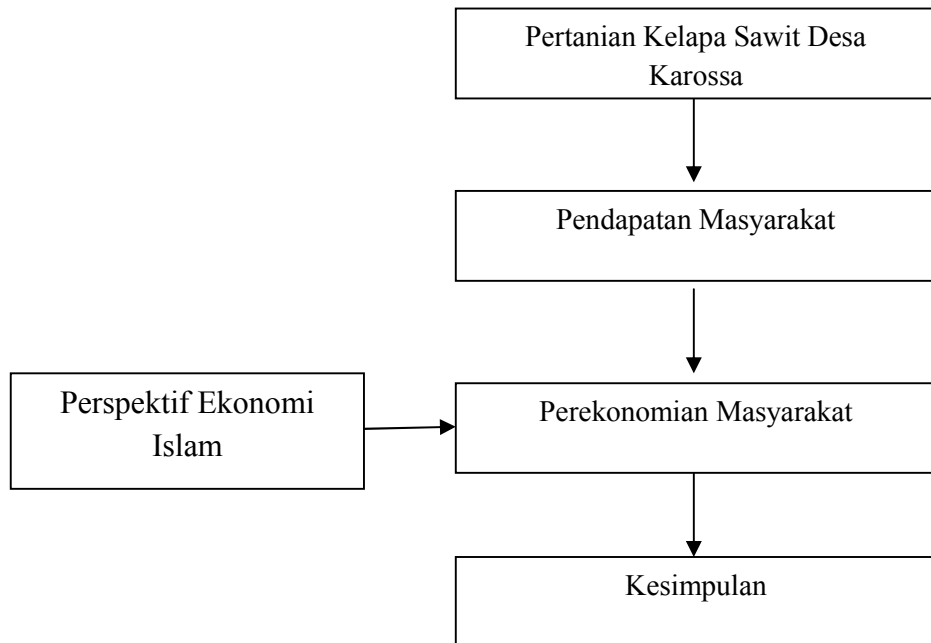 Pertanian Kelapa Sawit Desa
Karossa
Pendapatan Masyarakat
Perspektif Ekonomi
Islam
Perekonomian Masyarakat
Kesimpulan